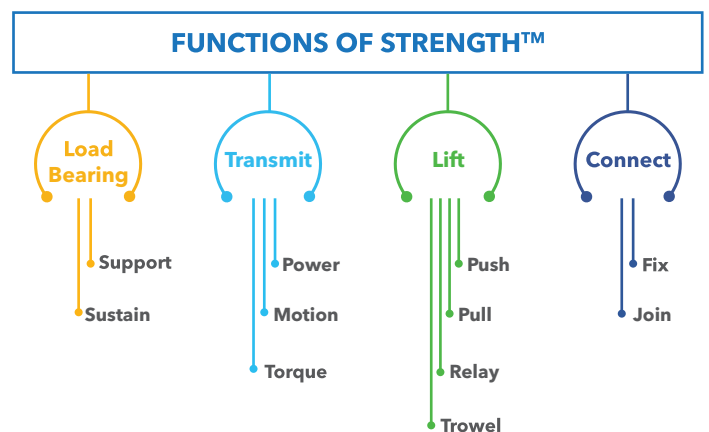 FUNCTIONS OF STRENGTH™
Load
Bearing
Transmit
Lift
Connect
Support
Power
Push
Fix
Sustain
Motion
Pull
Join
Torque
Relay
Trowel